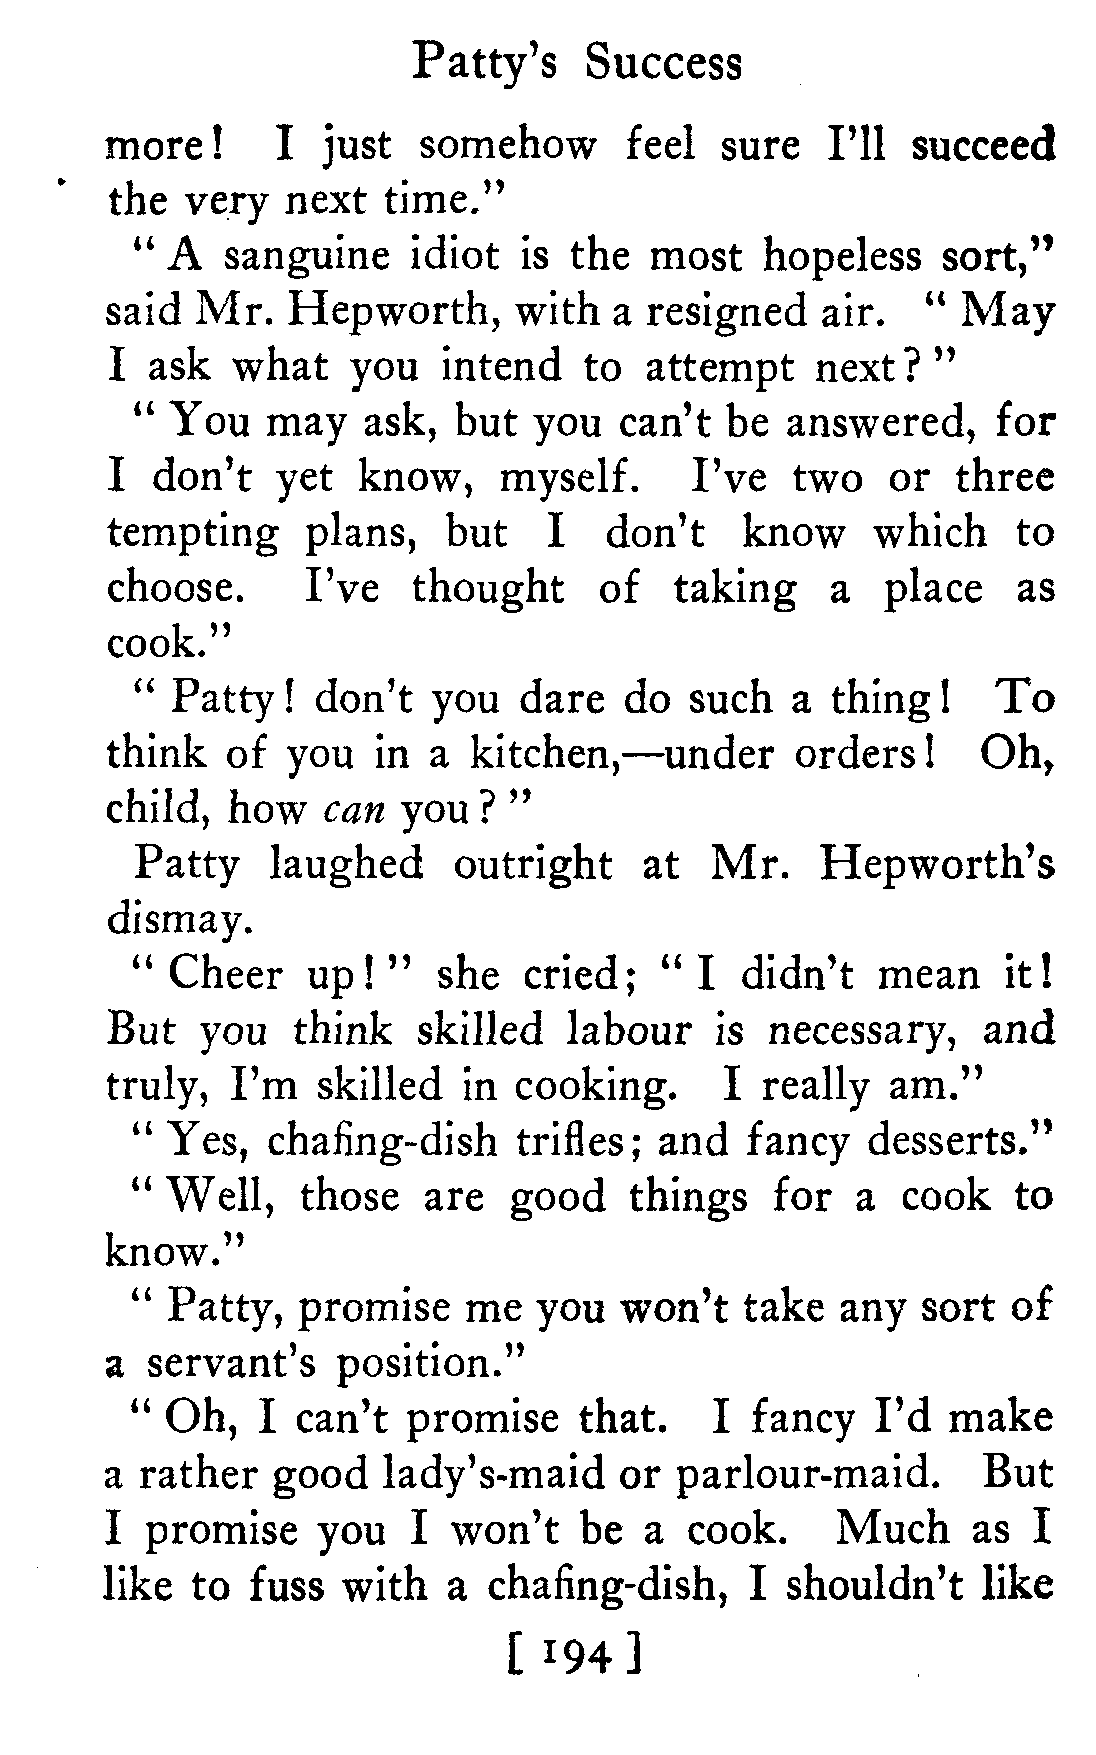 Patty's Success
more! I just somehow feel sure I'll succeed
the very next time."
"A sanguine idiot is the most hopeless sort,"
said Mr. Hepworth, with a resigned air. "May
I ask what you intend to attempt next?"
"You may ask, but you can't be answered, for
I don't yet know, myself. I've two or three
tempting plans, but I don't know which to
choose. I've thought of taking a place as
cook."
"Patty! don't you dare do such a thing! To
think of you in a kitchen,—under orders! Oh,
child, how can you?"
Patty laughed outright at Mr. Hepworth's
dismay.
"Cheer up!" she cried; "I didn't mean it!
But you think skilled labour is necessary, and
truly, I'm skilled in cooking. I really am."
"Yes, chafing-dish trifles; and fancy desserts."
"Well, those are good things for a cook to
know."
"Patty, promise me you won't take any sort of
a servant's position."
"Oh, I can't promise that. I fancy I'd make
a rather good lady's-maid or parlour-maid. But
I promise you I won't be a cook. Much as I
like to fuss with a chafing-dish, I shouldn't like
[ 194 ]